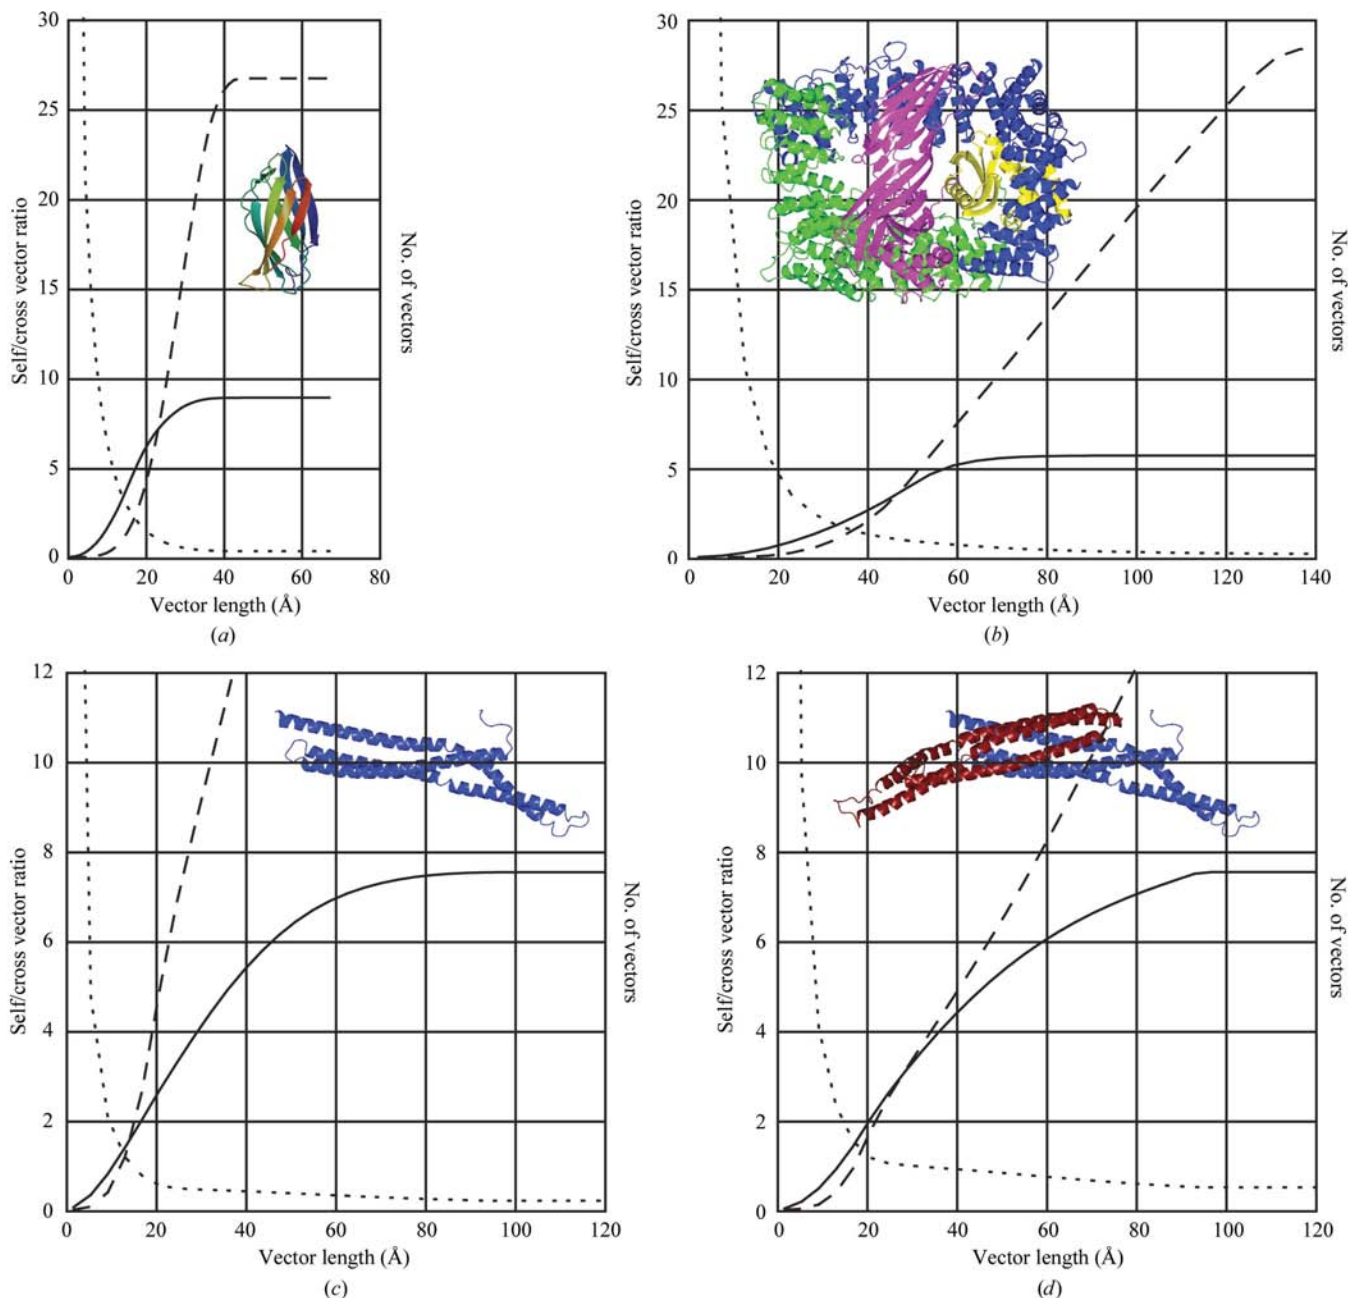 30
25
20
15
10
5
0
Self/cross vector ratio
No. of vectors
0 20 40 60 80
Vector length (Å)
(a)
30
25
20
15
10
5
0
Self/cross vector ratio
No. of vectors
0 20 40 60 80 100 120 140
Vector length (Å)
(b)
12
10
8
6
4
2
0
Self/cross vector ratio
No. of vectors
0 20 40 60 80 100 120
Vector length (Å)
(c)
12
10
8
6
4
2
0
Self/cross vector ratio
No. of vectors
0 20 40 60 80 100 120
Vector length (Å)
(d)